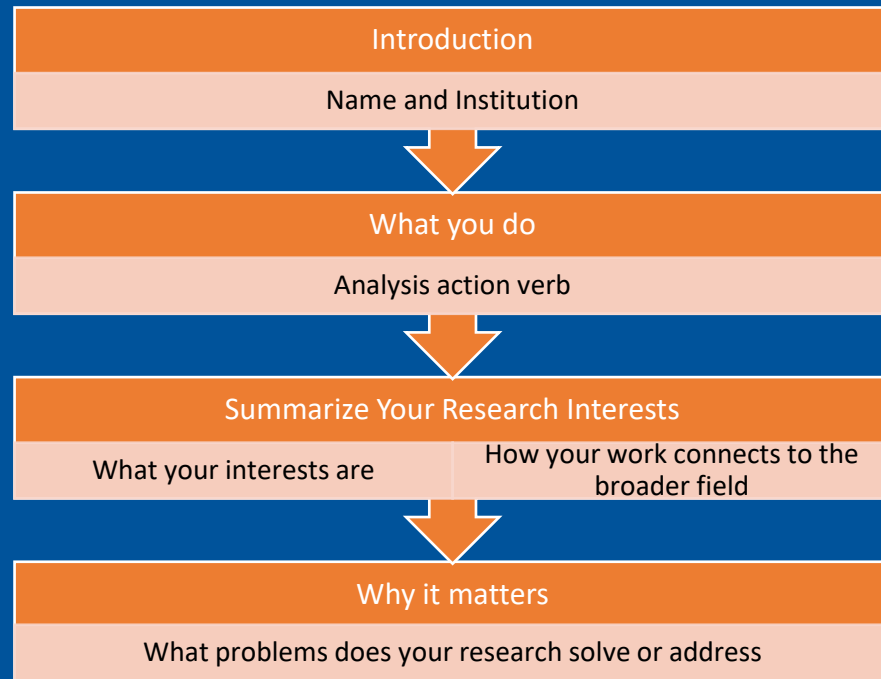 Introduction
Name and Institution
What you do
Analysis action verb
Summarize Your Research Interests
What your interests are
How your work connects to the
broader field
Why it matters
What problems does your research solve or address